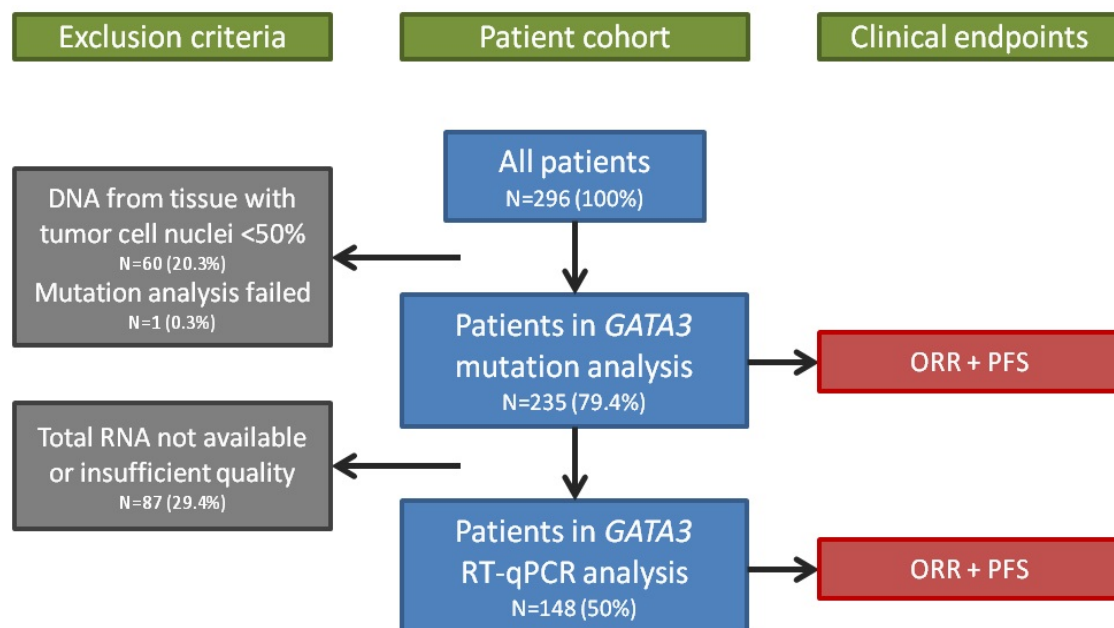 Exclusion criteria
Patient cohort
Clinical endpoints
All patients
N=296 (100%)
DNA from tissue with
tumor cell nuclei <50%
N=60 (20.3%)
Mutation analysis failed
N=1 (0.3%)
Patients in GATA3
mutation analysis
N=235 (79.4%)
ORR + PFS
Total RNA not available
or insufficient quality
N=87 (29.4%)
Patients in GATA3
RT-qPCR analysis
N=148 (50%)
ORR + PFS